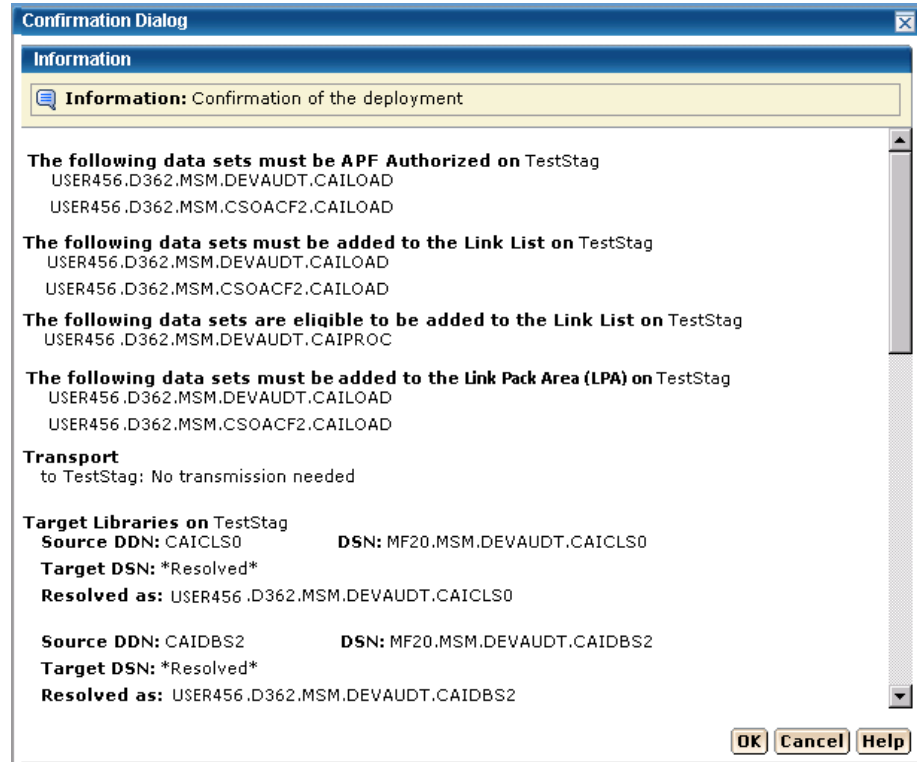 Confirmation Dialog
Information
Information: Confirmation of the deployment
The following data sets must be APF Authorized on TestStag
USER456.D362.MSM.DEVAUDT.CAILOAD
USER456.D362.MSM.CSOACF2.CAILOAD
The following data sets must be added to the Link List on TestStag
USER456.D362.MSM.DEVAUDT.CAILOAD
USER456.D362.MSM.CSOACF2.CAILOAD
The following data sets are eligible to be added to the Link List on TestStag
USER456.D362.MSM.DEVAUDT.CAIPROC
The following data sets must be added to the Link Pack Area (LPA) on TestStag
USER456.D362.MSM.DEVAUDT.CAILOAD
USER456.D362.MSM.CSOACF2.CAILOAD
Transport
to TestStag: No transmission needed
Target Libraries on TestStag
Source DDN: CAICLS0 DSN: MF20.MSM.DEVAUDT.CAICLS0
Target DSN: *Resolved*
Resolved as: USER456.D362.MSM.DEVAUDT.CAICLS0
Source DDN: CAIDBS2 DSN: MF20.MSM.DEVAUDT.CAIDBS2
Target DSN: *Resolved*
Resolved as: USER456.D362.MSM.DEVAUDT.CAIDBS2
OK Cancel Help